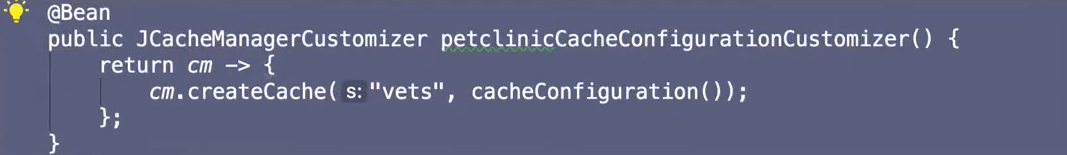 @Bean
public JCacheManagerCustomizer petclinicCacheConfigurationCustomizer() {
    return cm -> {
        cm.createCache( s: "vets", cacheConfiguration());
    };
}